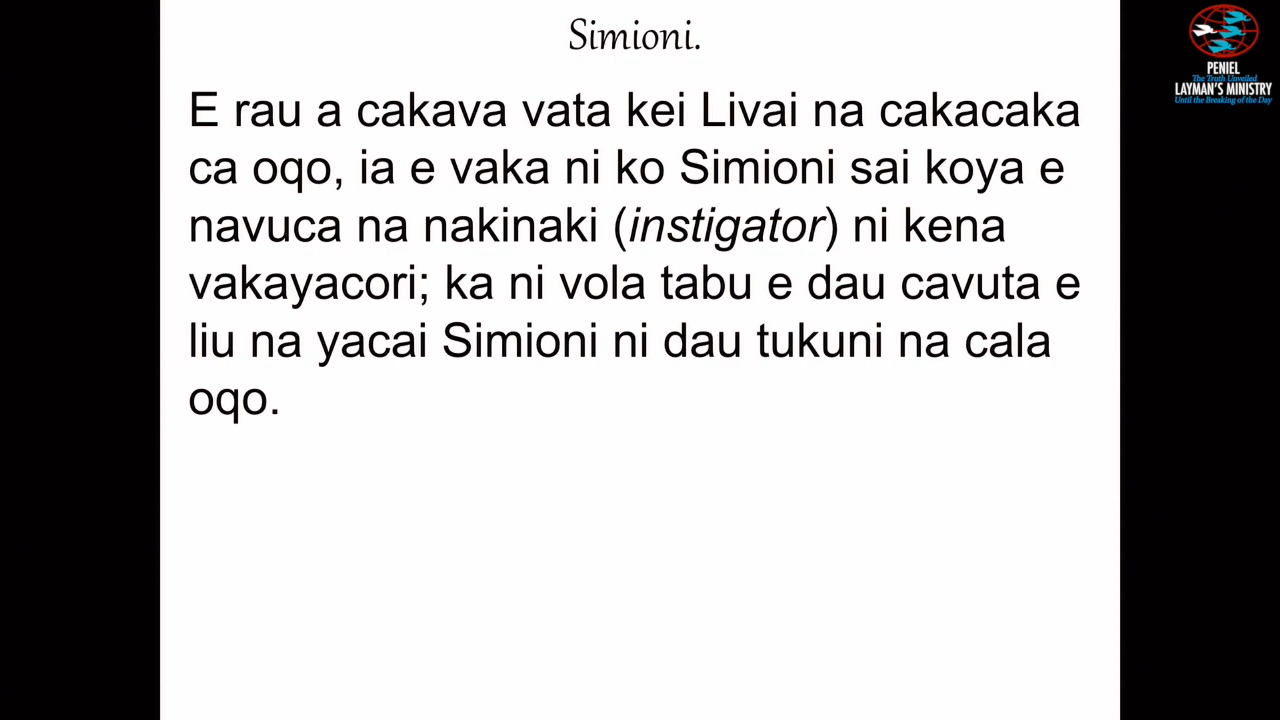 Simioni.
E rau a cakava vata kei Livai na cakacaka
ca oqo, ia e vaka ni ko Simioni sai koya e
navuca na nakinaki (instigator) ni kena
vakayacori; ka ni vola tabu e dau cavuta e
liu na yacai Simioni ni dau tukuni na cala
oqo.
PENIEL
The Truth Unveiled
LAYMAN'S MINISTRY
Until the Breaking of the Day